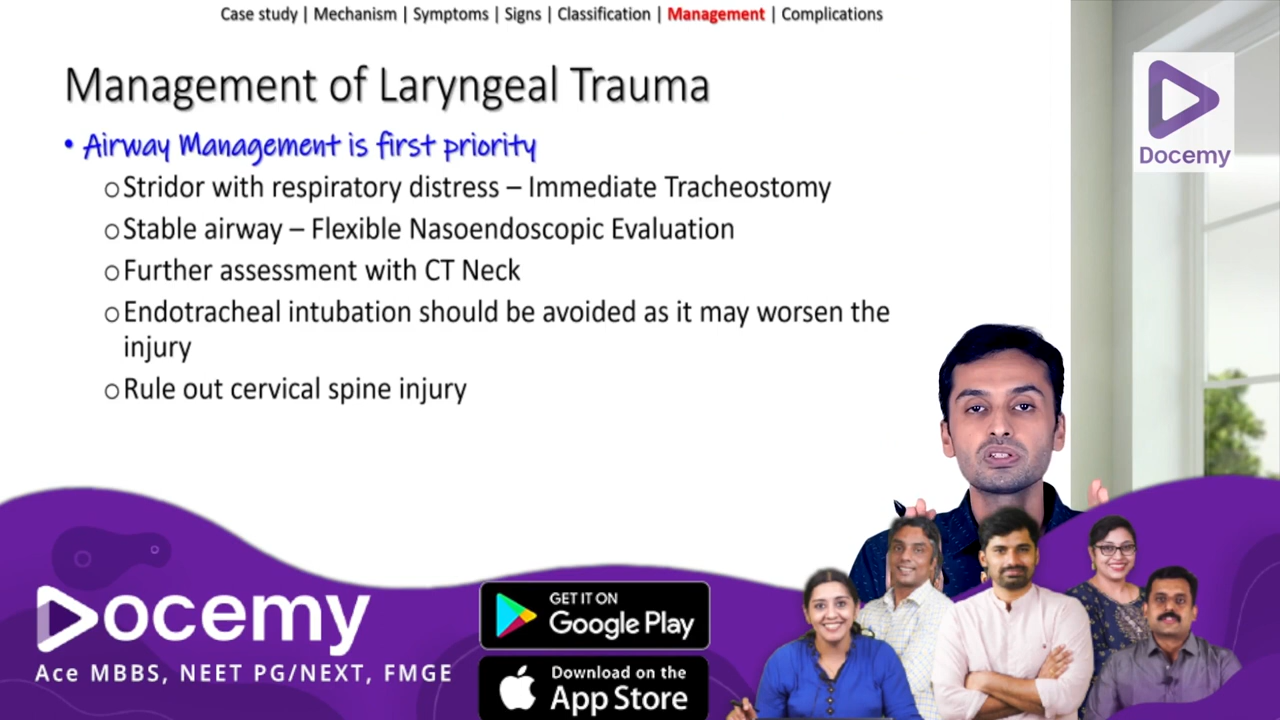 Case study | Mechanism | Symptoms | Signs | Classification | Management | Complications
Management of Laryngeal Trauma
• Airway Management is first priority
○ Stridor with respiratory distress – Immediate Tracheostomy
○ Stable airway – Flexible Nasoendoscopic Evaluation
○ Further assessment with CT Neck
○ Endotracheal intubation should be avoided as it may worsen the
injury
○ Rule out cervical spine injury
Docemy
Docemy
Ace MBBS, NEET PG/NEXT, FMGE
GET IT ON
Google Play
Download on the
App Store